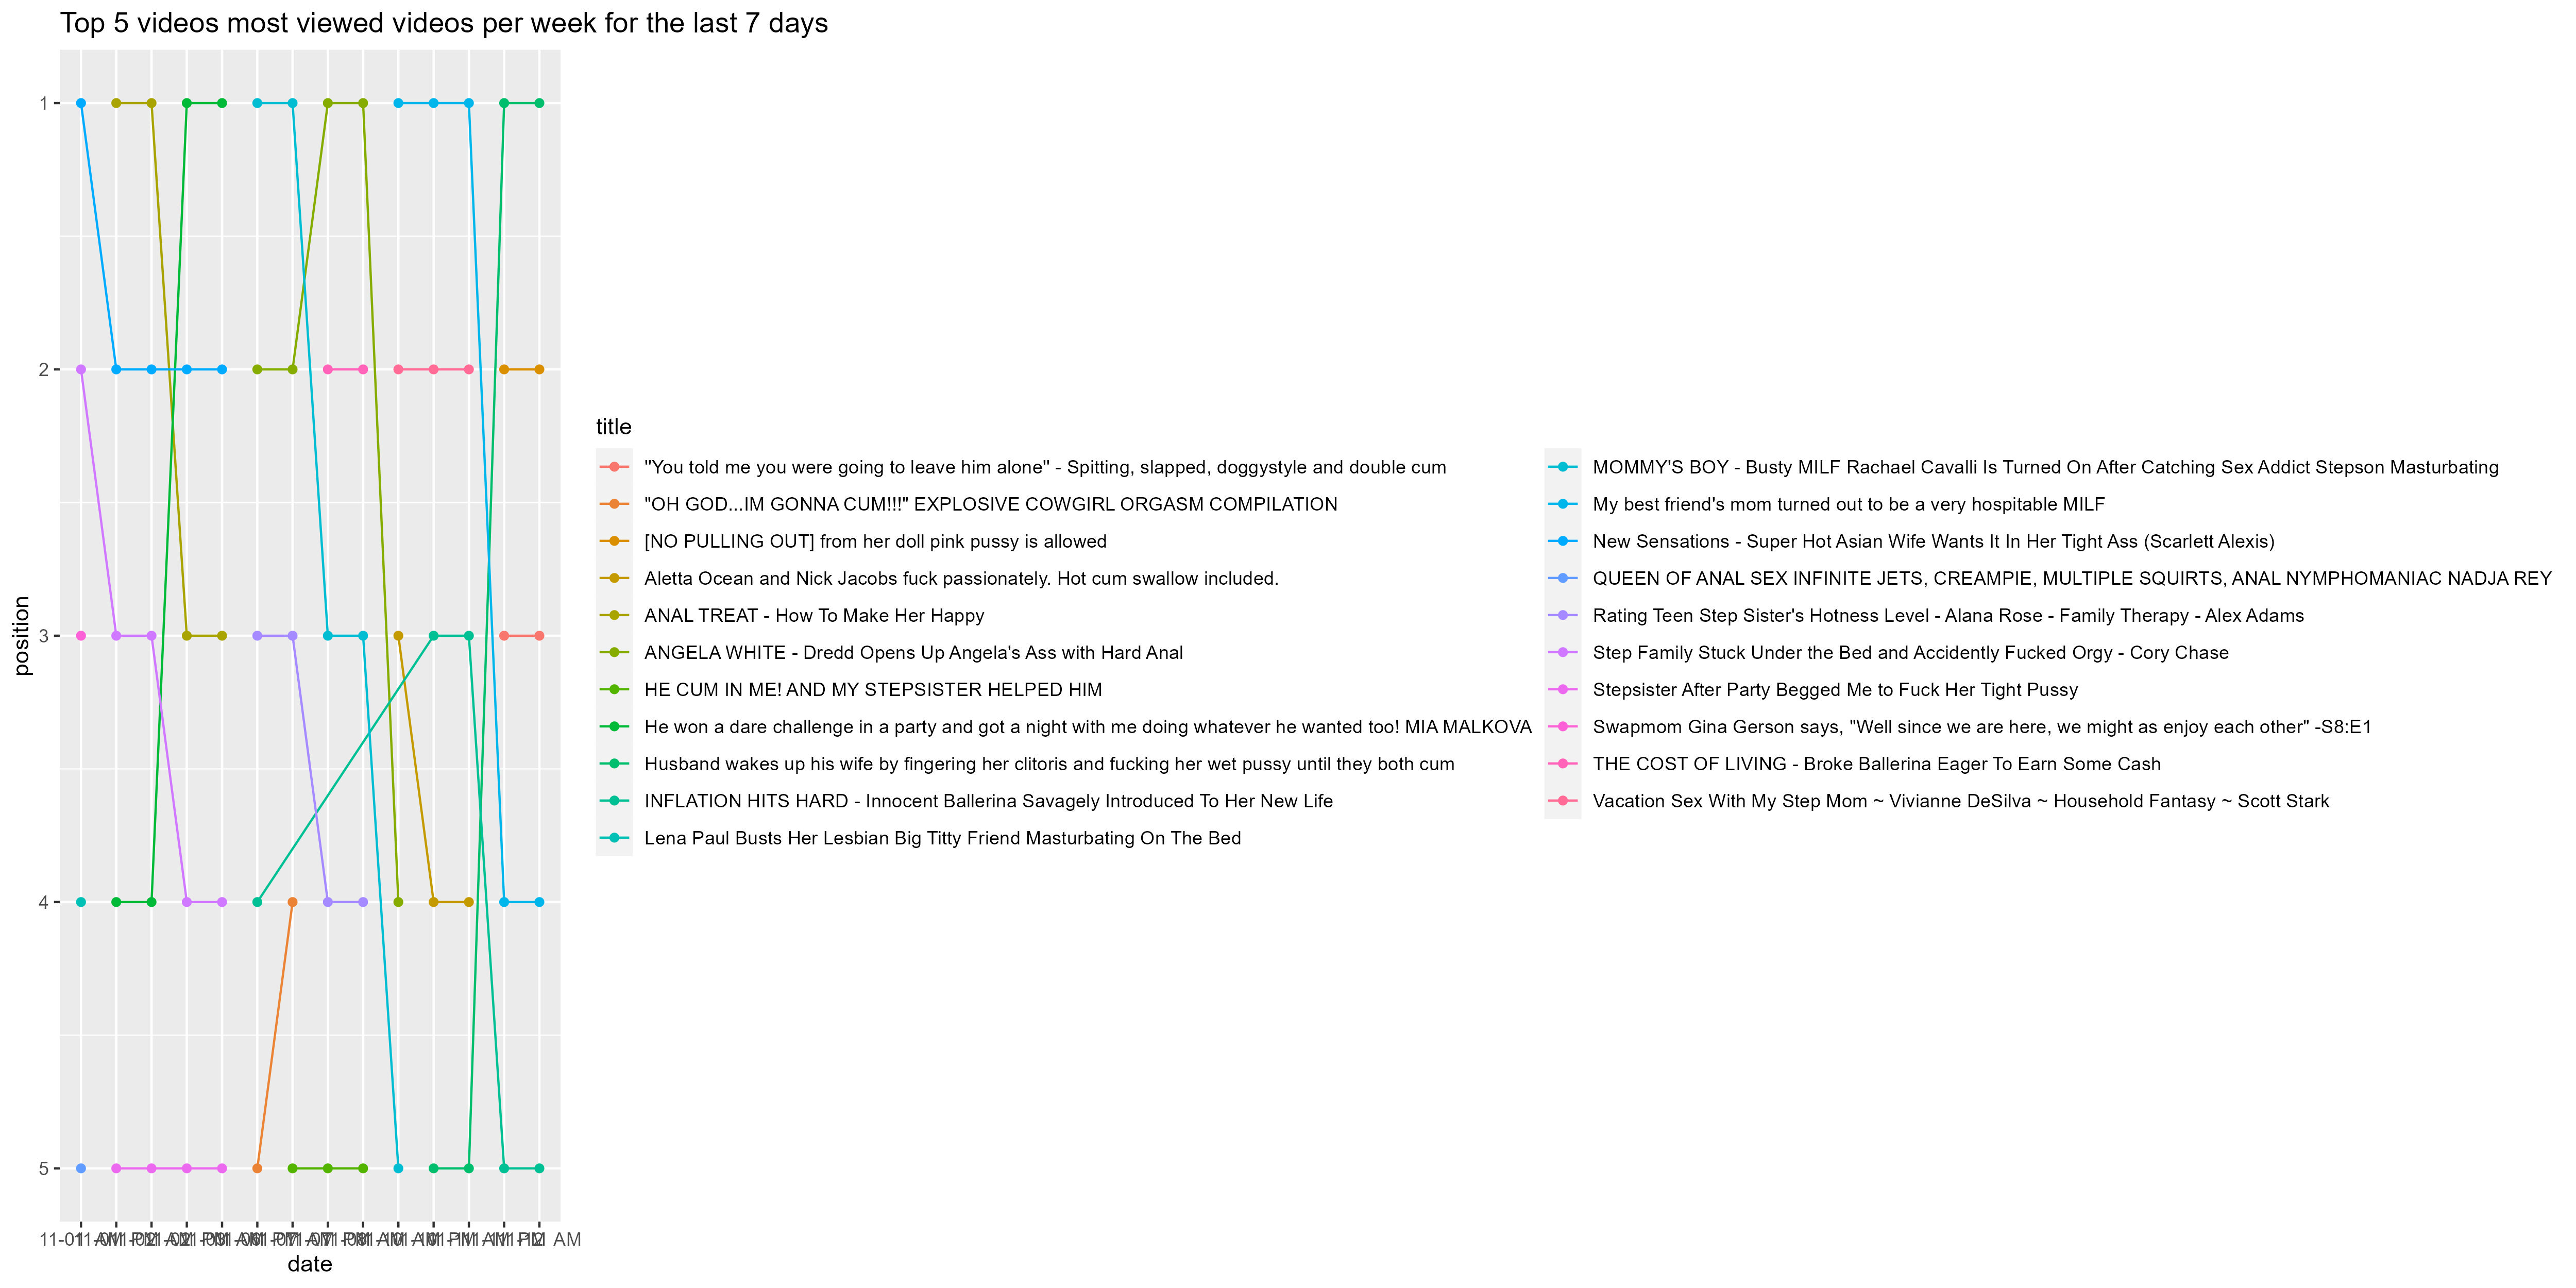 Top 5 videos most viewed videos per week for the last 7 days
1
2
3
4
5
position
date
title
"You told me you were going to leave him alone" - Spitting, slapped, doggystyle and double cum
"OH GOD...IM GONNA CUM!!!" EXPLOSIVE COWGIRL ORGASM COMPILATION
[NO PULLING OUT] from her doll pink pussy is allowed
Aletta Ocean and Nick Jacobs fuck passionately. Hot cum swallow included.
ANAL TREAT - How To Make Her Happy
ANGELA WHITE - Dredd Opens Up Angela's Ass with Hard Anal
HE CUM IN ME! AND MY STEPSISTER HELPED HIM
He won a dare challenge in a party and got a night with me doing whatever he wanted too! MIA MALKOVA
Husband wakes up his wife by fingering her clitoris and fucking her wet pussy until they both cum
INFLATION HITS HARD - Innocent Ballerina Savagely Introduced To Her New Life
Lena Paul Busts Her Lesbian Big Titty Friend Masturbating On The Bed
MOMMY'S BOY - Busty MILF Rachael Cavalli Is Turned On After Catching Sex Addict Stepson Masturbating
My best friend's mom turned out to be a very hospitable MILF
New Sensations - Super Hot Asian Wife Wants It In Her Tight Ass (Scarlett Alexis)
QUEEN OF ANAL SEX INFINITE JETS, CREAMPIE, MULTIPLE SQUIRTS, ANAL NYMPHOMANIAC NADJA REY
Rating Teen Step Sister's Hotness Level - Alana Rose - Family Therapy - Alex Adams
Step Family Stuck Under the Bed and Accidently Fucked Orgy - Cory Chase
Stepsister After Party Begged Me to Fuck Her Tight Pussy
Swapmom Gina Gerson says, "Well since we are here, we might as enjoy each other" -S8:E1
THE COST OF LIVING - Broke Ballerina Eager To Earn Some Cash
Vacation Sex With My Step Mom ~ Vivianne DeSilva ~ Household Fantasy ~ Scott Stark